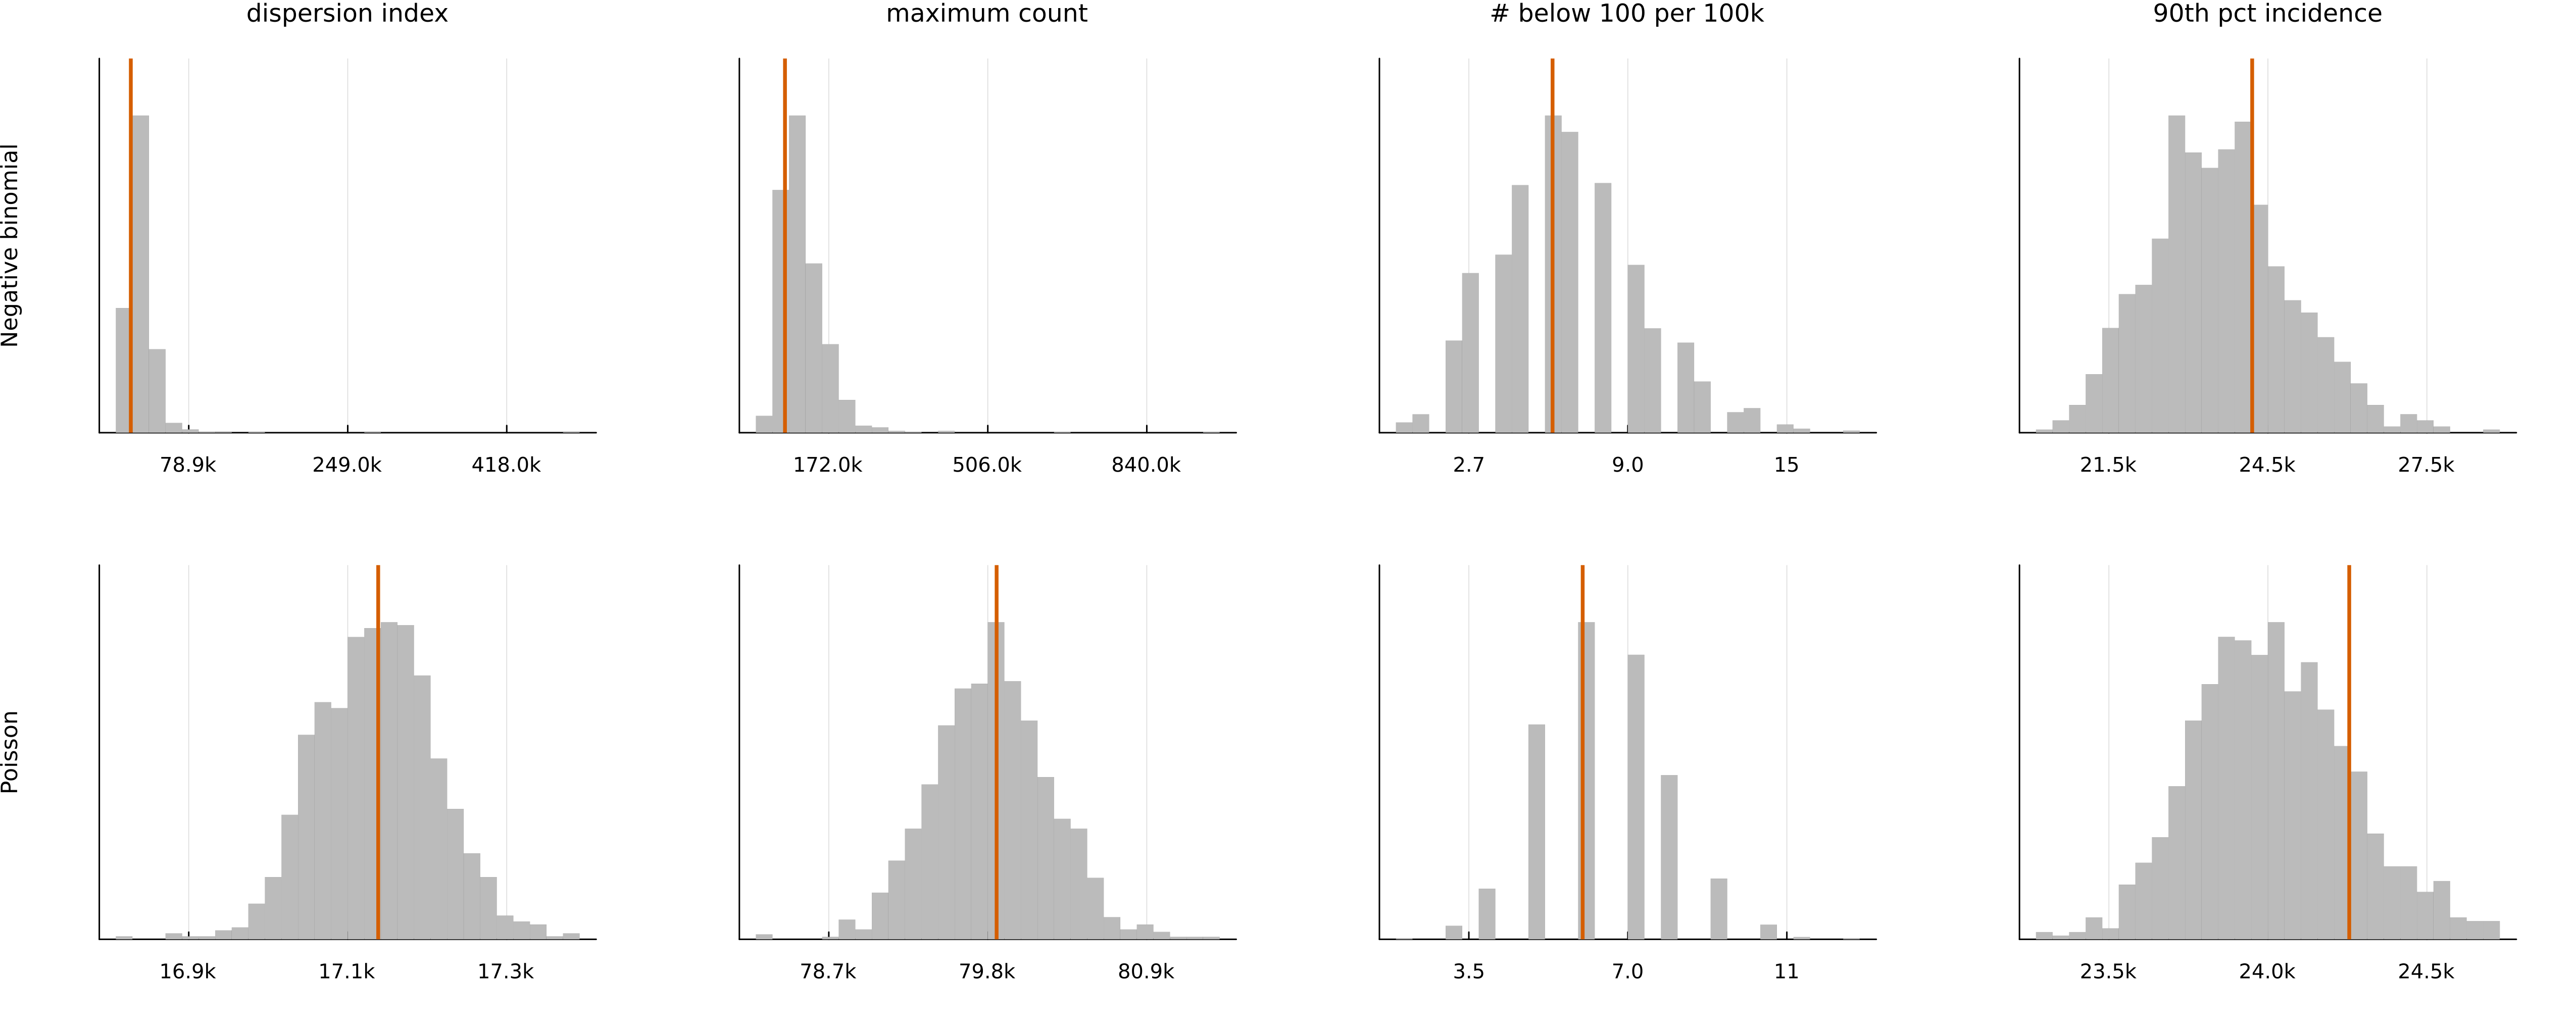 dispersion index
maximum count
# below 100 per 100k
90th pct incidence
Negative binomial
78.9k 249.0k 418.0k
172.0k 506.0k 840.0k
2.7 9.0 15
21.5k 24.5k 27.5k
Poisson
16.9k 17.1k 17.3k
78.7k 79.8k 80.9k
3.5 7.0 11
23.5k 24.0k 24.5k